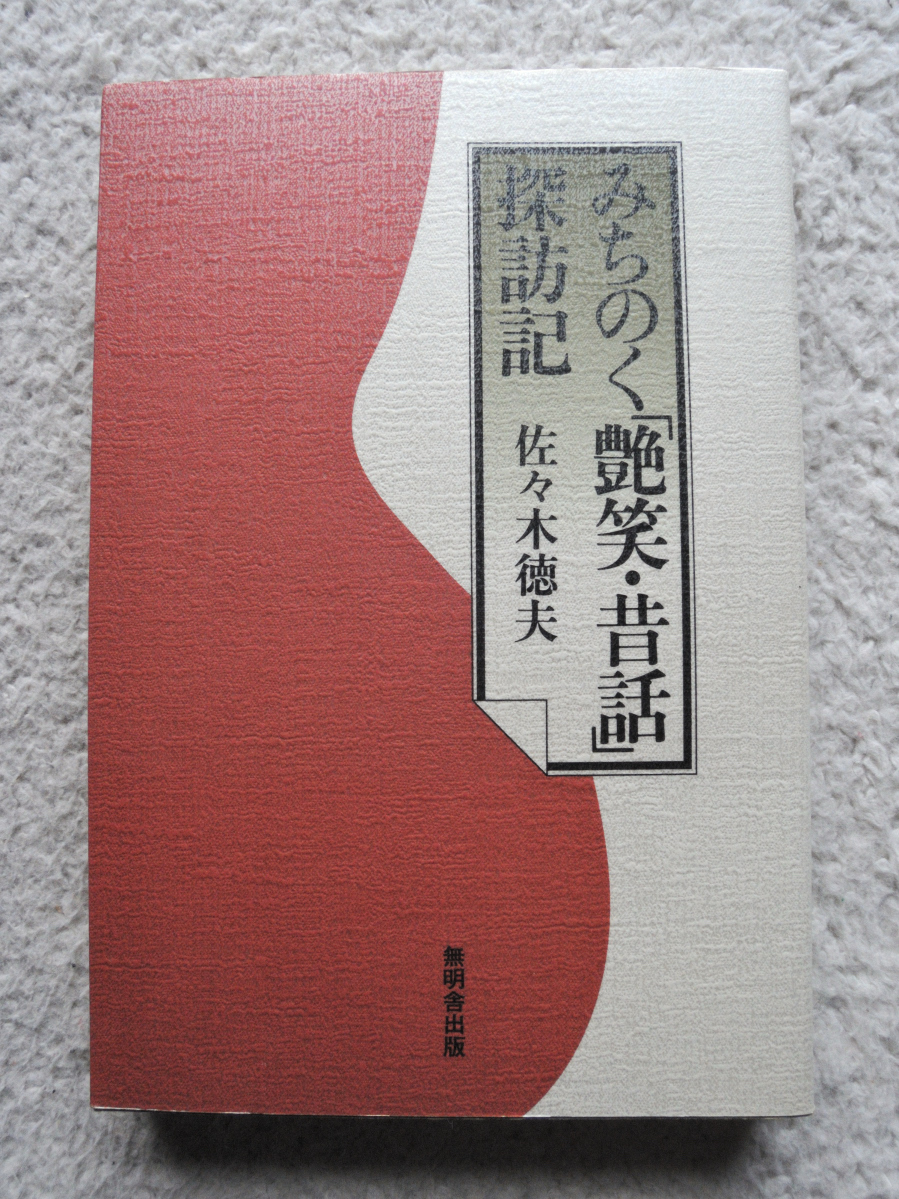 みちのく「艶笑・昔話」
探訪記
佐々木徳夫
無明舎出版